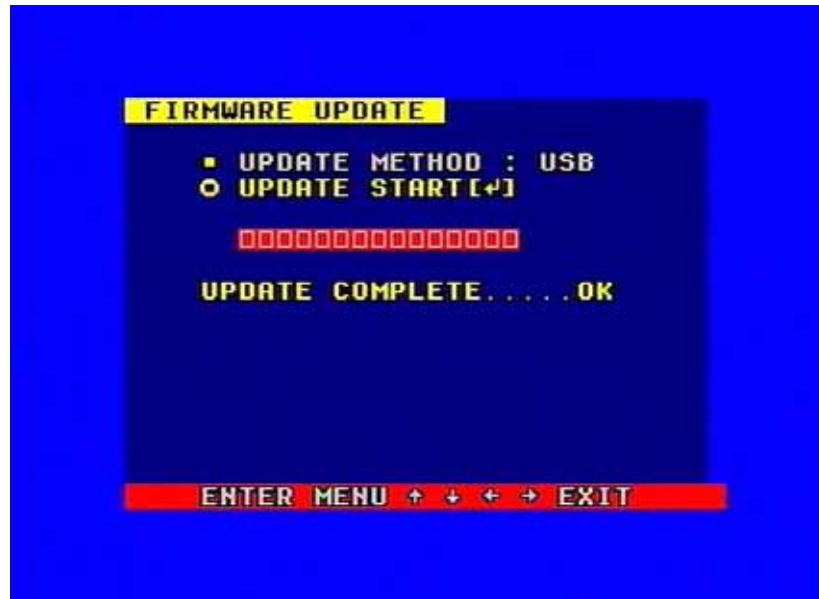 FIRMWARE UPDATE
UPDATE METHOD : USB
UPDATE START[↵]
UPDATE COMPLETE.....OK
ENTER MENU ↑ ↓ ← → EXIT